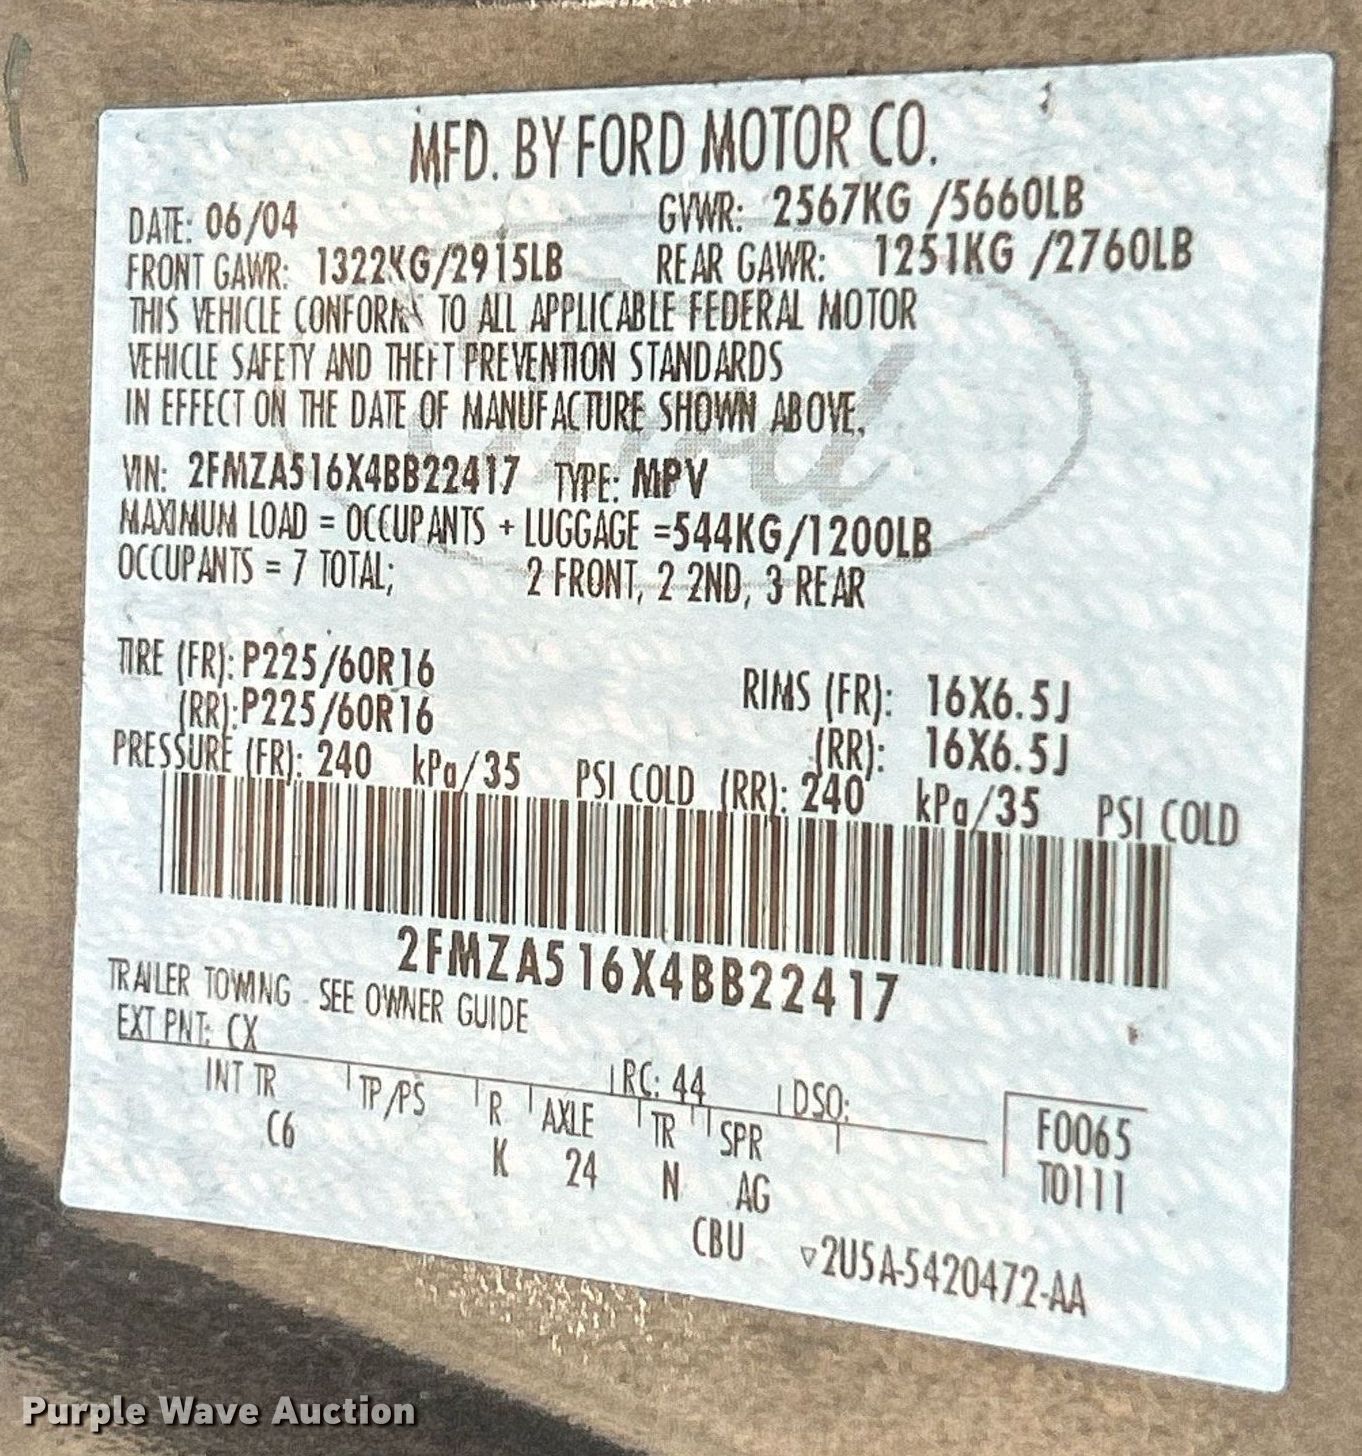 MFD. BY FORD MOTOR CO.
DATE: 06/04 GVWR: 2567KG /5660LB
FRONT GAWR: 1322KG/2915LB REAR GAWR: 1251KG /2760LB
THIS VEHICLE CONFORMS TO ALL APPLICABLE FEDERAL MOTOR
VEHICLE SAFETY AND THEFT PREVENTION STANDARDS
IN EFFECT ON THE DATE OF MANUFACTURE SHOWN ABOVE.
VIN: 2FMZA516X4BB22417 TYPE: MPV
MAXIMUM LOAD = OCCUPANTS + LUGGAGE =544KG/1200LB
OCCUPANTS = 7 TOTAL; 2 FRONT, 2 2ND, 3 REAR
TIRE (FR): P225/60R16 RIMS (FR): 16X6.5J
(RR): P225/60R16 (RR): 16X6.5J
PRESSURE (FR): 240 kPa/35 PSI COLD (RR): 240 kPa/35 PSI COLD
2FMZA516X4BB22417
TRAILER TOWING - SEE OWNER GUIDE
EXT PNT: CX RC: 44 DSO:
INT TR TP/PS R AXLE TR SPR F0065
C6 K 24 N AG T0111
CBU ▽2U5A-5420472-AA
Ford
Purple Wave Auction